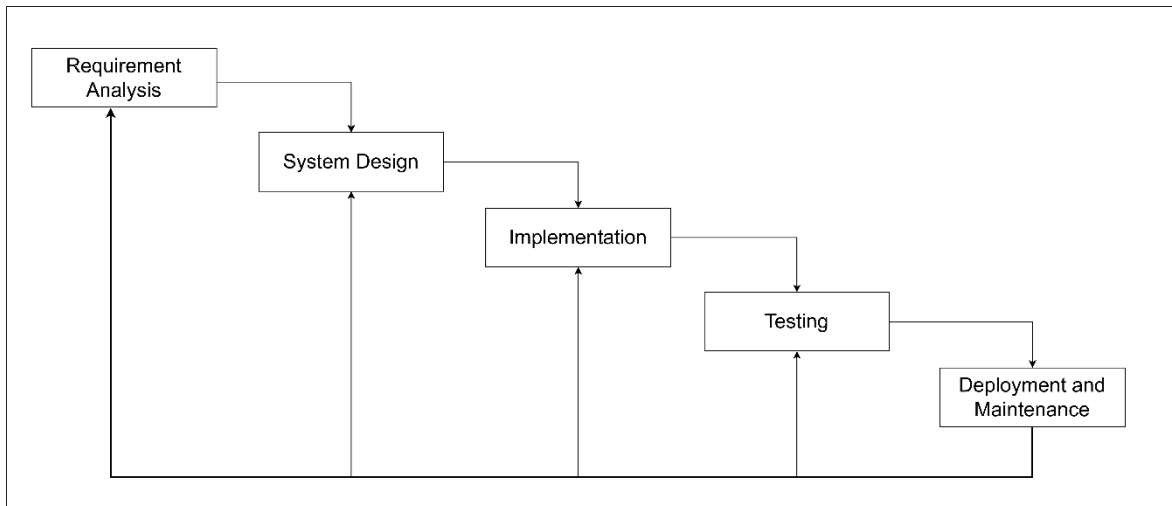 Requirement
Analysis
System Design
Implementation
Testing
Deployment and
Maintenance